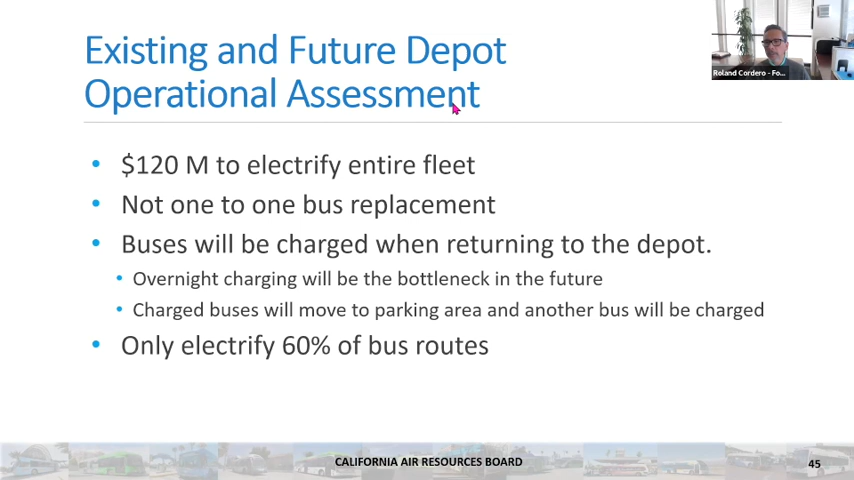 Existing and Future Depot
Operational Assessment
Roland Cordero - Fo...
• $120 M to electrify entire fleet
• Not one to one bus replacement
• Buses will be charged when returning to the depot.
• Overnight charging will be the bottleneck in the future
• Charged buses will move to parking area and another bus will be charged
• Only electrify 60% of bus routes
CALIFORNIA AIR RESOURCES BOARD
45